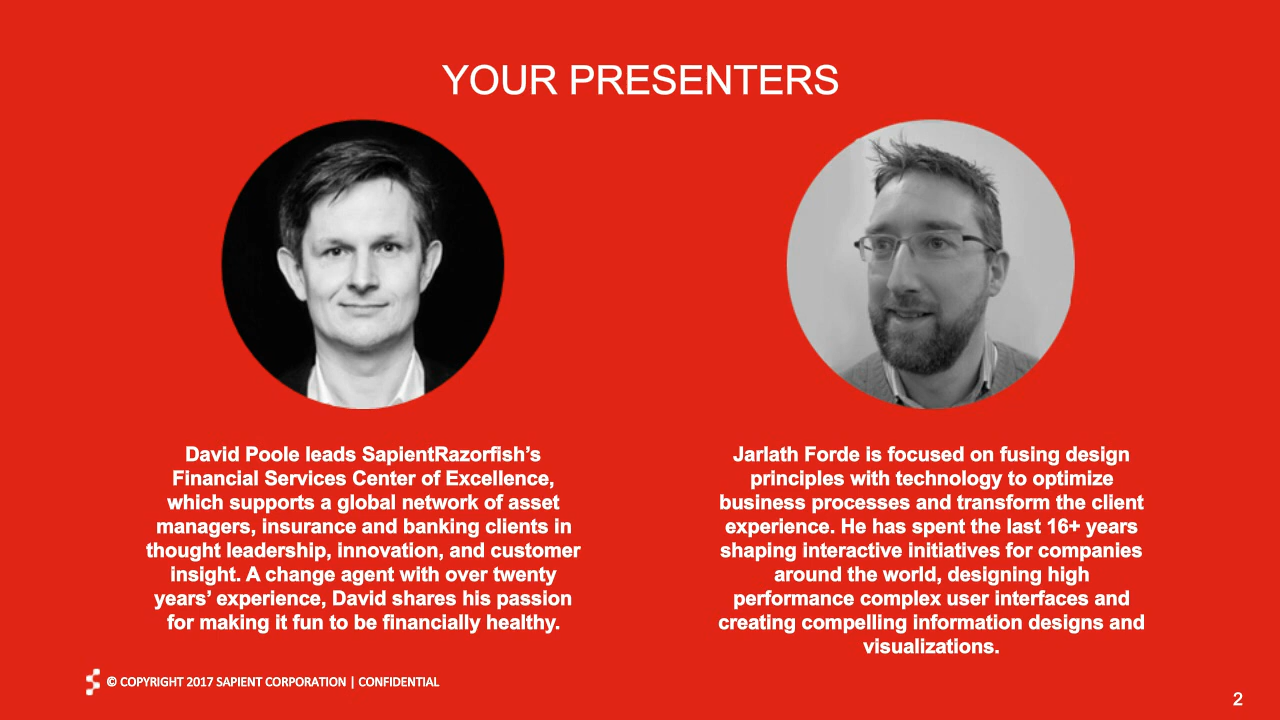 YOUR PRESENTERS
David Poole leads SapientRazorfish’s
Financial Services Center of Excellence,
which supports a global network of asset
managers, insurance and banking clients in
thought leadership, innovation, and customer
insight. A change agent with over twenty
years’ experience, David shares his passion
for making it fun to be financially healthy.
Jarlath Forde is focused on fusing design
principles with technology to optimize
business processes and transform the client
experience. He has spent the last 16+ years
shaping interactive initiatives for companies
around the world, designing high
performance complex user interfaces and
creating compelling information designs and
visualizations.
© COPYRIGHT 2017 SAPIENT CORPORATION | CONFIDENTIAL
2